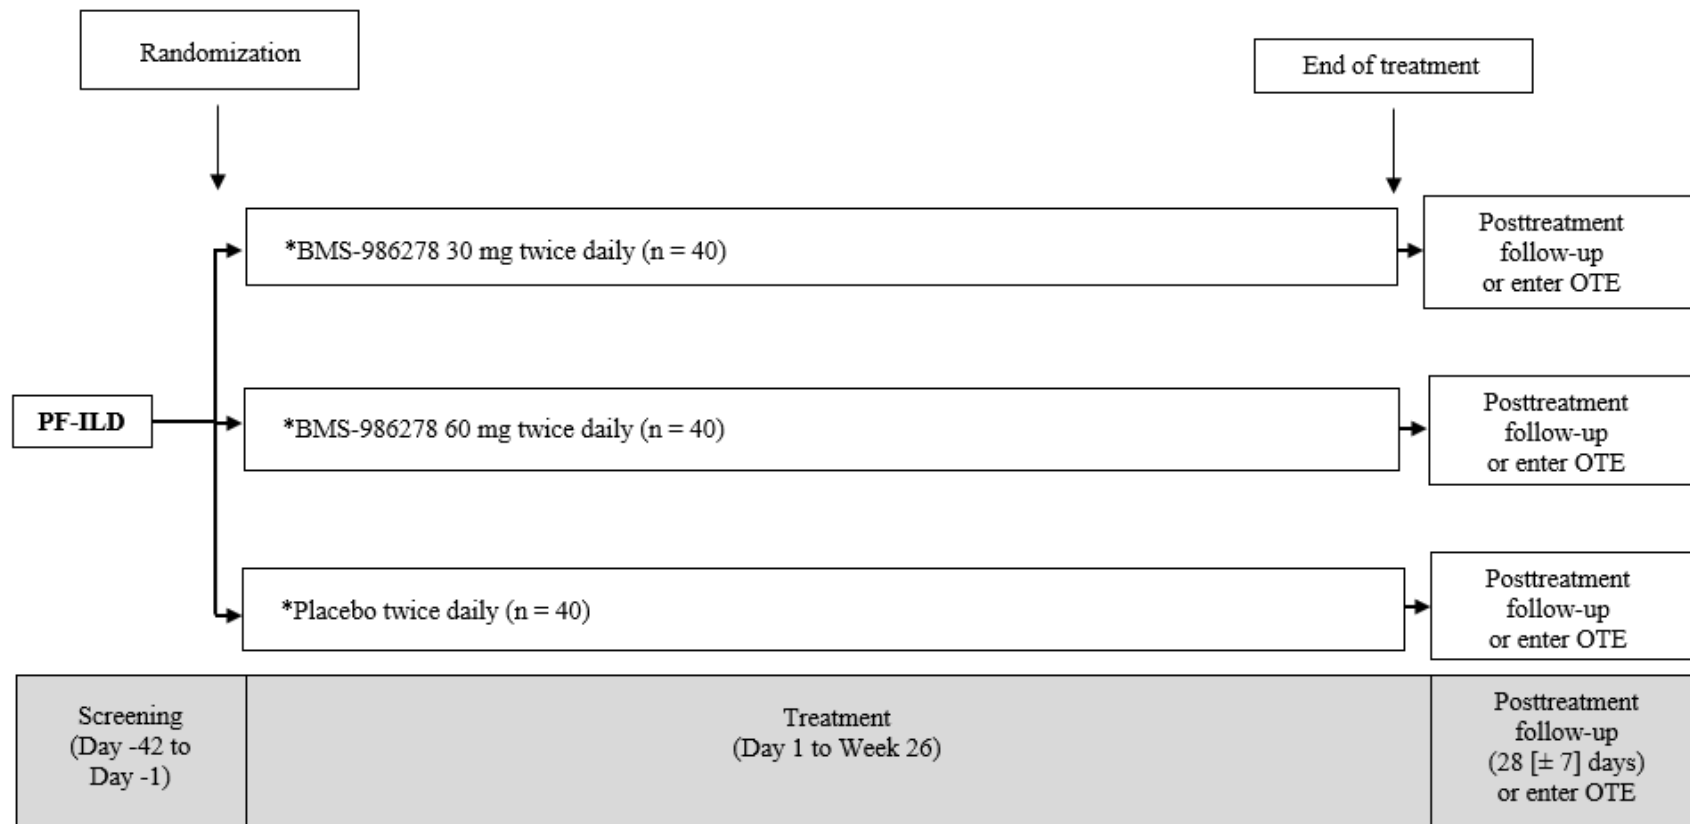 Randomization
End of treatment
*BMS-986278 30 mg twice daily (n = 40)
Posttreatment
follow-up
or enter OTE
PF-ILD
*BMS-986278 60 mg twice daily (n = 40)
Posttreatment
follow-up
or enter OTE
*Placebo twice daily (n = 40)
Posttreatment
follow-up
or enter OTE
Screening
(Day -42 to
Day -1)
Treatment
(Day 1 to Week 26)
Posttreatment
follow-up
(28 [± 7] days)
or enter OTE